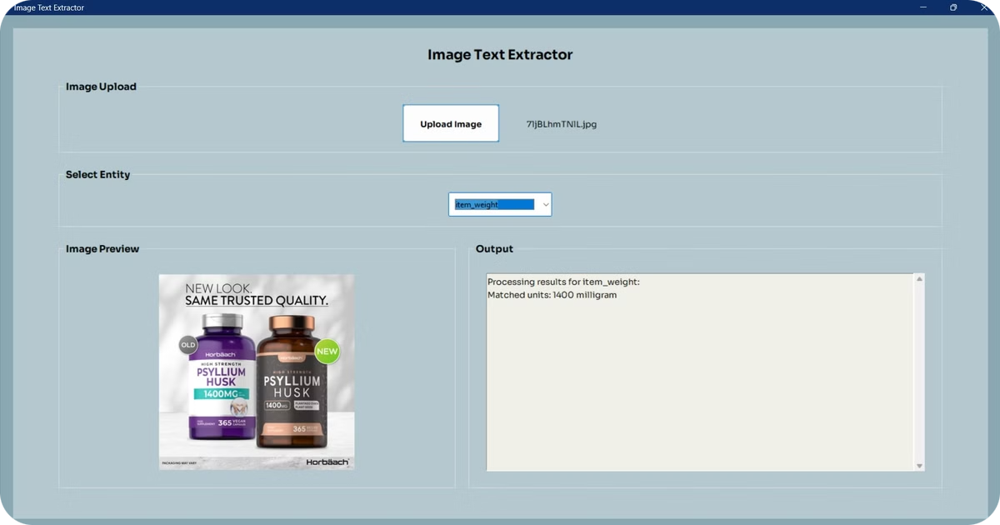 Image Text Extractor
Image Text Extractor
Image Upload
Upload Image
71jBLhmTN1L.jpg
Select Entity
item_weight
Image Preview
NEW LOOK.
SAME TRUSTED QUALITY.
OLD
Horbäach
HIGH STRENGTH
PSYLLIUM
HUSK
1400MG
365 VEGAN
CAPSULES
NEW
HIGH STRENGTH
PSYLLIUM
HUSK
1400MG
365
PACKAGING MAY VARY
Horbäach
Output
Processing results for item_weight:
Matched units: 1400 milligram